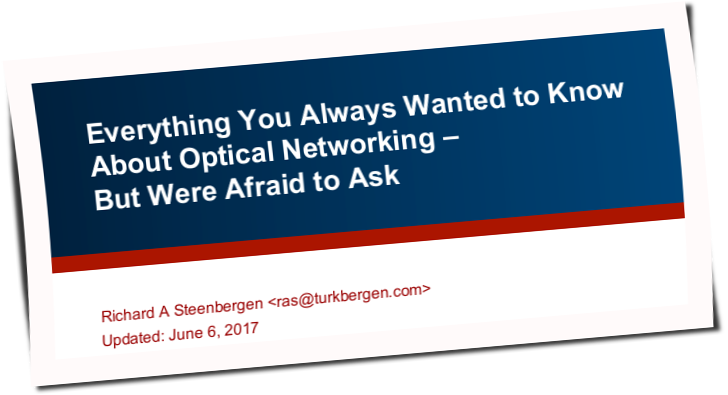 Everything You Always Wanted to Know
About Optical Networking –
But Were Afraid to Ask
Richard A Steenbergen <ras@turkbergen.com>
Updated: June 6, 2017